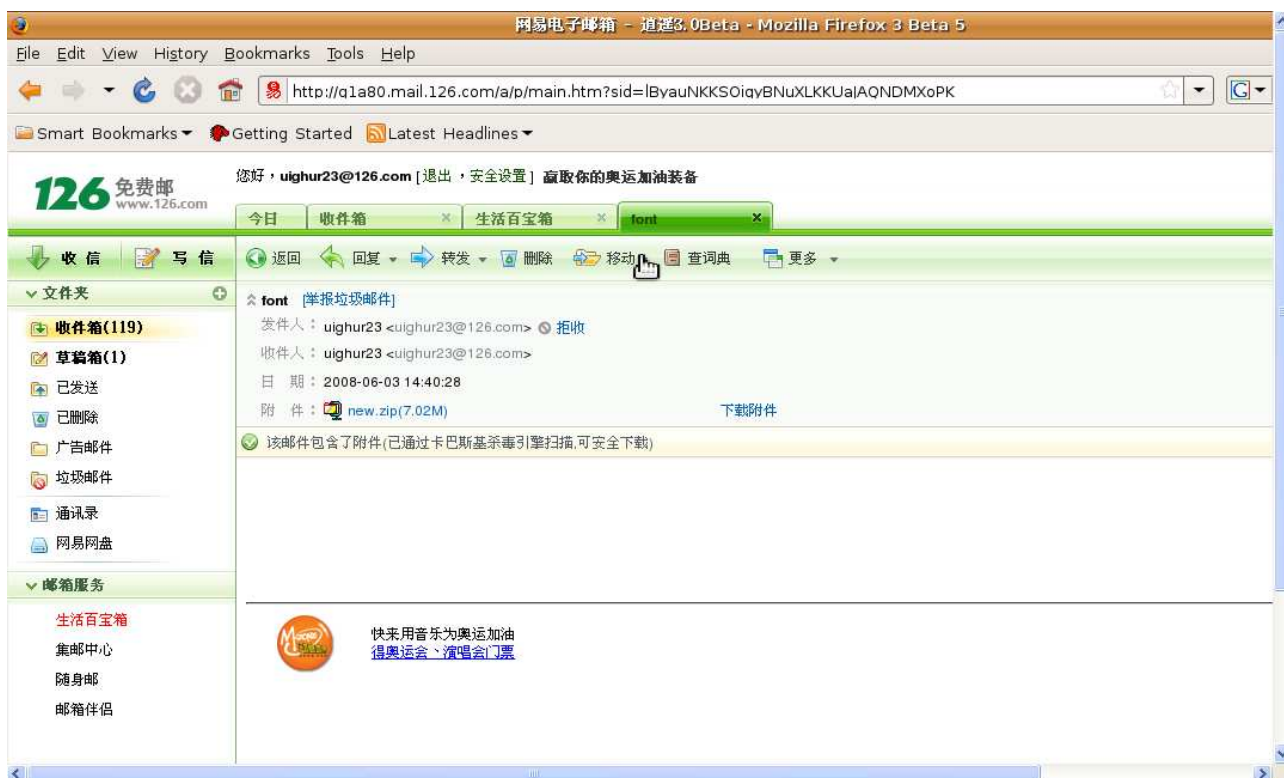 网易电子邮箱 - 逍遥3.0Beta - Mozilla Firefox 3 Beta 5
File Edit View History Bookmarks Tools Help
http://q1a80.mail.126.com/a/p/main.htm?sid=lByauNKKSOiqyBNuXLKKUaJAQNDMXoPK
G
Smart Bookmarks Getting Started Latest Headlines
126 免费邮
www.126.com
您好，uighur23@126.com [退出，安全设置] 赢取你的奥运加油装备
今日 收件箱 × 生活百宝箱 × font ×
收信 写信
返回 回复 转发 删除 移动 查词典 更多
文件夹
font [举报垃圾邮件]
收件箱(119)
发件人：uighur23 <uighur23@126.com> 拒收
草稿箱(1)
收件人：uighur23 <uighur23@126.com>
已发送
日 期：2008-06-03 14:40:28
已删除
附 件：new.zip(7.02M) 下载附件
广告邮件
该邮件包含了附件(已通过卡巴斯基杀毒引擎扫描,可安全下载)
垃圾邮件
通讯录
网易网盘
邮箱服务
生活百宝箱
快来用音乐为奥运加油
集邮中心
得奥运会、演唱会门票
随身邮
邮箱伴侣